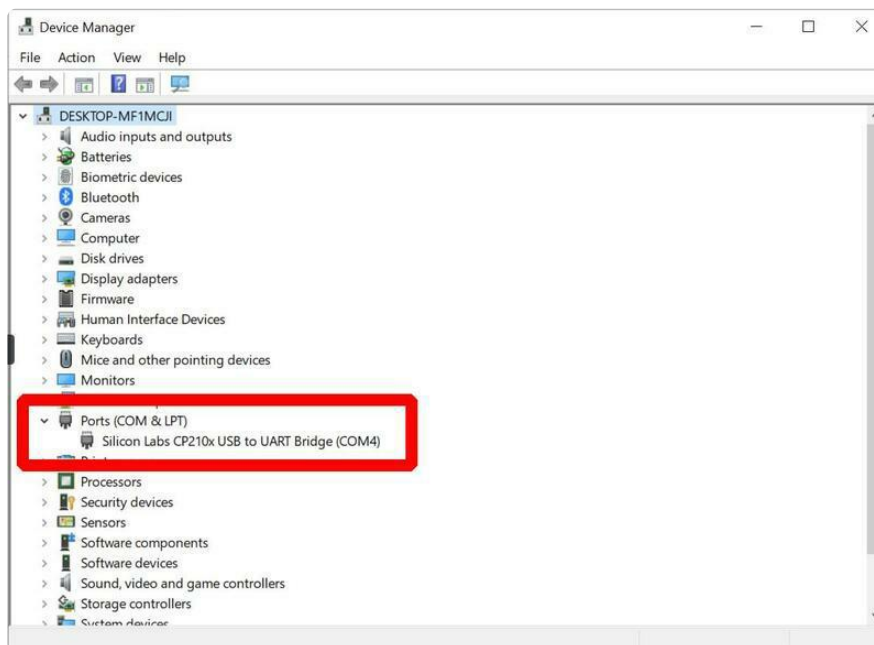 Device Manager
File Action View Help
DESKTOP-MF1MCJI
Audio inputs and outputs
Batteries
Biometric devices
Bluetooth
Cameras
Computer
Disk drives
Display adapters
Firmware
Human Interface Devices
Keyboards
Mice and other pointing devices
Monitors
Ports (COM & LPT)
Silicon Labs CP210x USB to UART Bridge (COM4)
Processors
Security devices
Sensors
Software components
Software devices
Sound, video and game controllers
Storage controllers
System devices